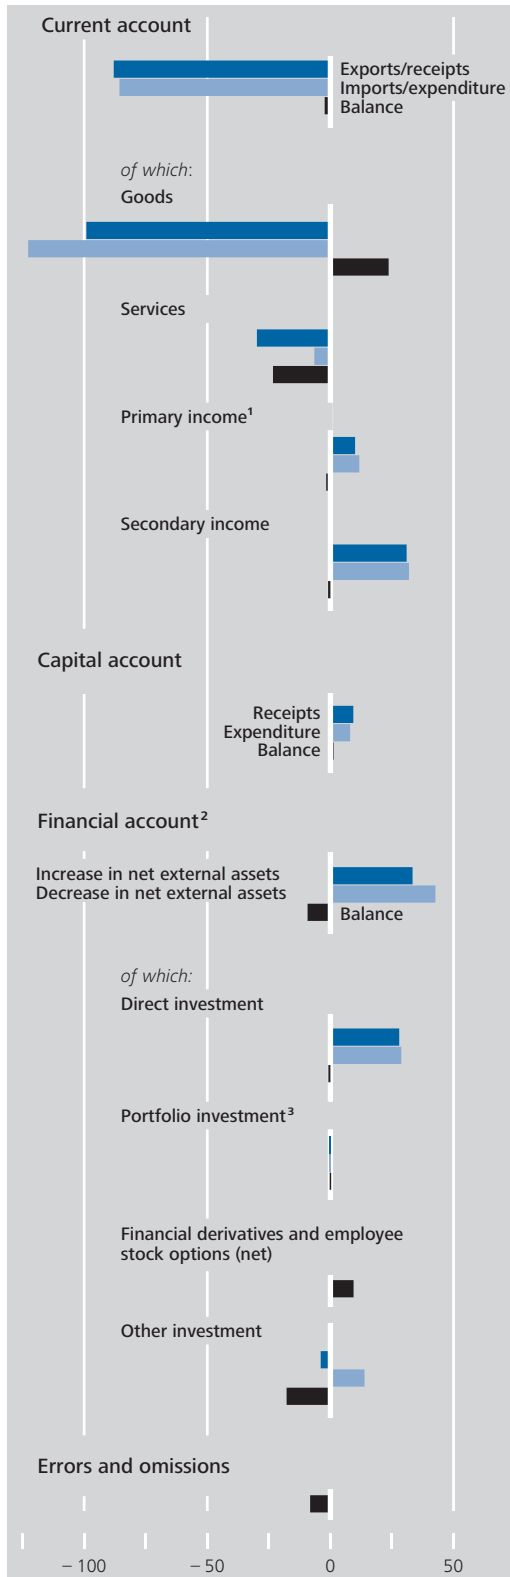 Current account
Exports/receipts
Imports/expenditure
Balance
of which:
Goods
Services
Primary income¹
Secondary income
Capital account
Receipts
Expenditure
Balance
Financial account²
Increase in net external assets
Decrease in net external assets
Balance
of which:
Direct investment
Portfolio investment³
Financial derivatives and employee
stock options (net)
Other investment
Errors and omissions
– 100 – 50 0 50